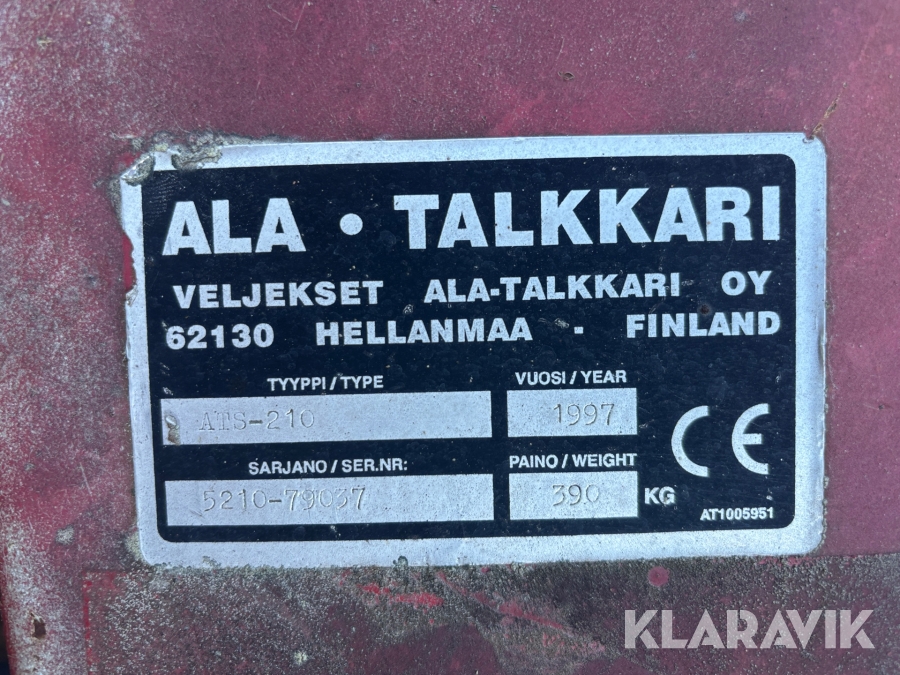 ALA • TALKKARI
VELJEKSET ALA-TALKKARI OY
62130 HELLANMAA - FINLAND
TYYPPI / TYPE
VUOSI / YEAR
ATS-210
1997
SARJANO / SER.NR:
PAINO / WEIGHT
5210-79037
390 KG
CE
AT1005951
KLARAVIK